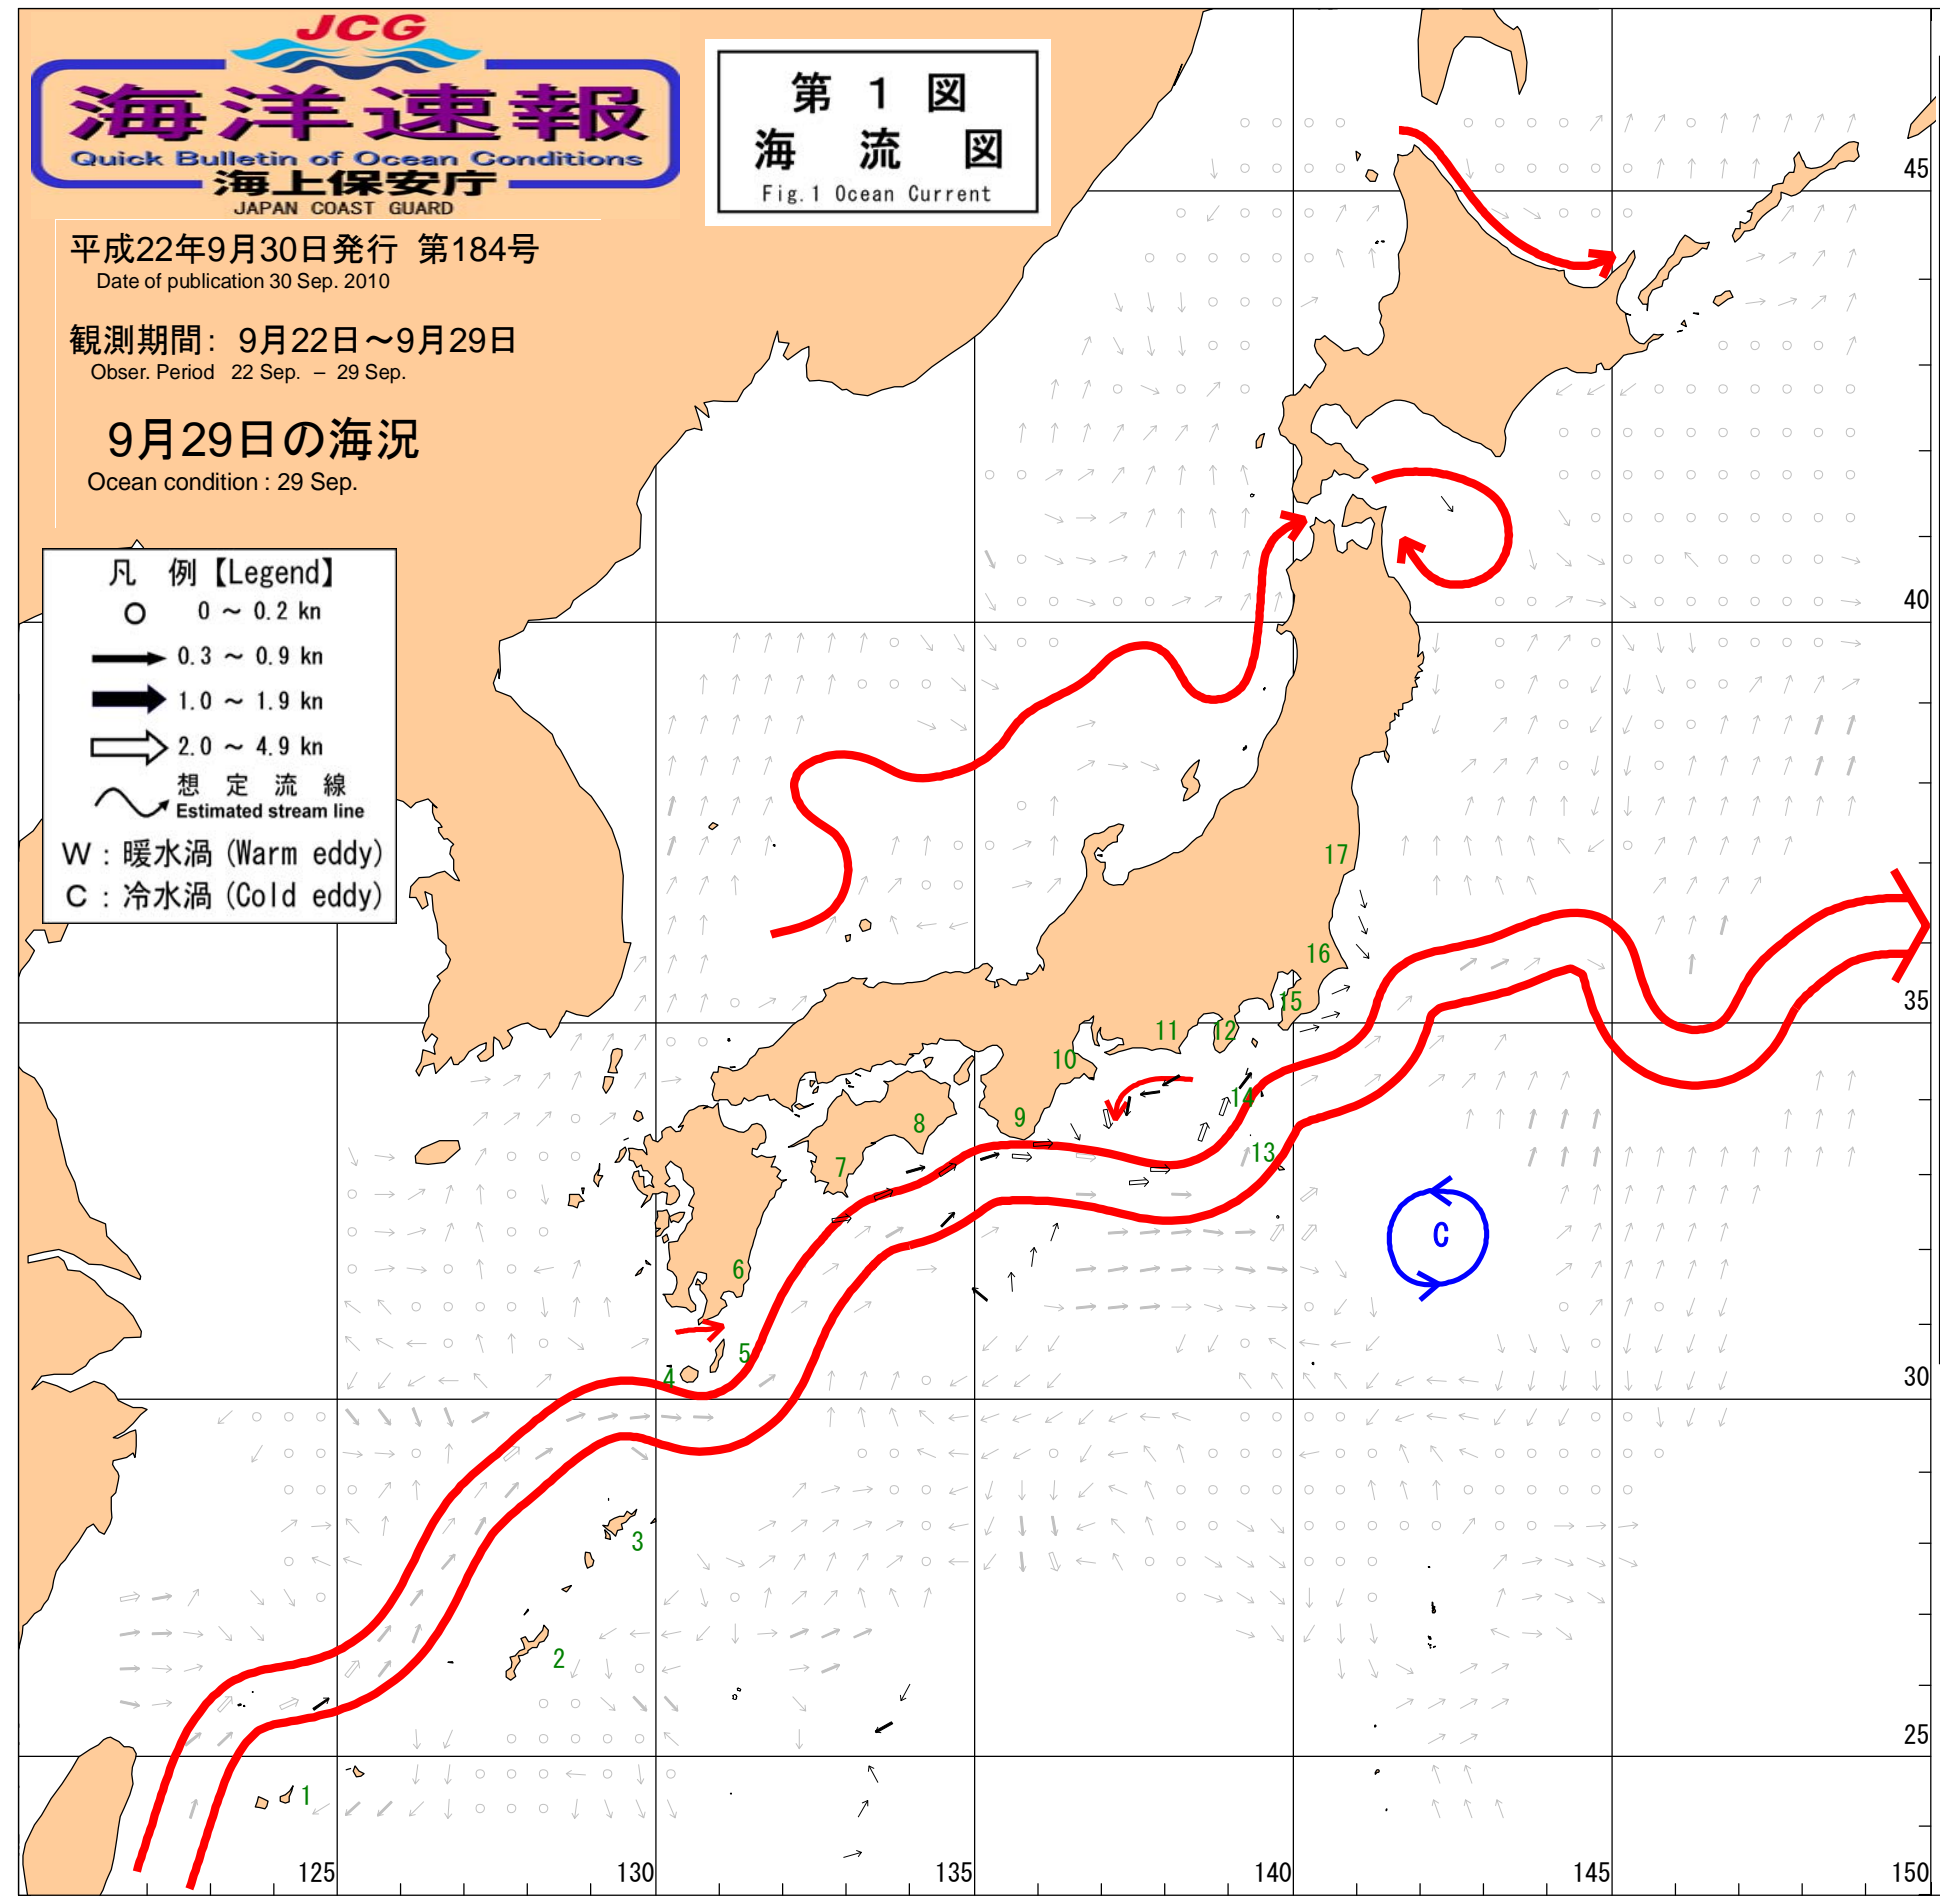 JCG
海洋速報
Quick Bulletin of Ocean Conditions
海上保安庁
JAPAN COAST GUARD
第 1 図
海 流 図
Fig.1 Ocean Current
平成22年9月30日発行 第184号
Date of publication 30 Sep. 2010
観測期間: 9月22日～9月29日
Obser. Period 22 Sep. – 29 Sep.
9月29日の海況
Ocean condition : 29 Sep.
凡 例【Legend】
0 ～ 0.2 kn
0.3 ～ 0.9 kn
1.0 ～ 1.9 kn
2.0 ～ 4.9 kn
想 定 流 線
Estimated stream line
W : 暖水渦 (Warm eddy)
C : 冷水渦 (Cold eddy)
45
40
17
16
35
15
12
11
10
14
9
8
13
7
C
6
5
4
30
3
2
25
1
125
130
135
140
145
150